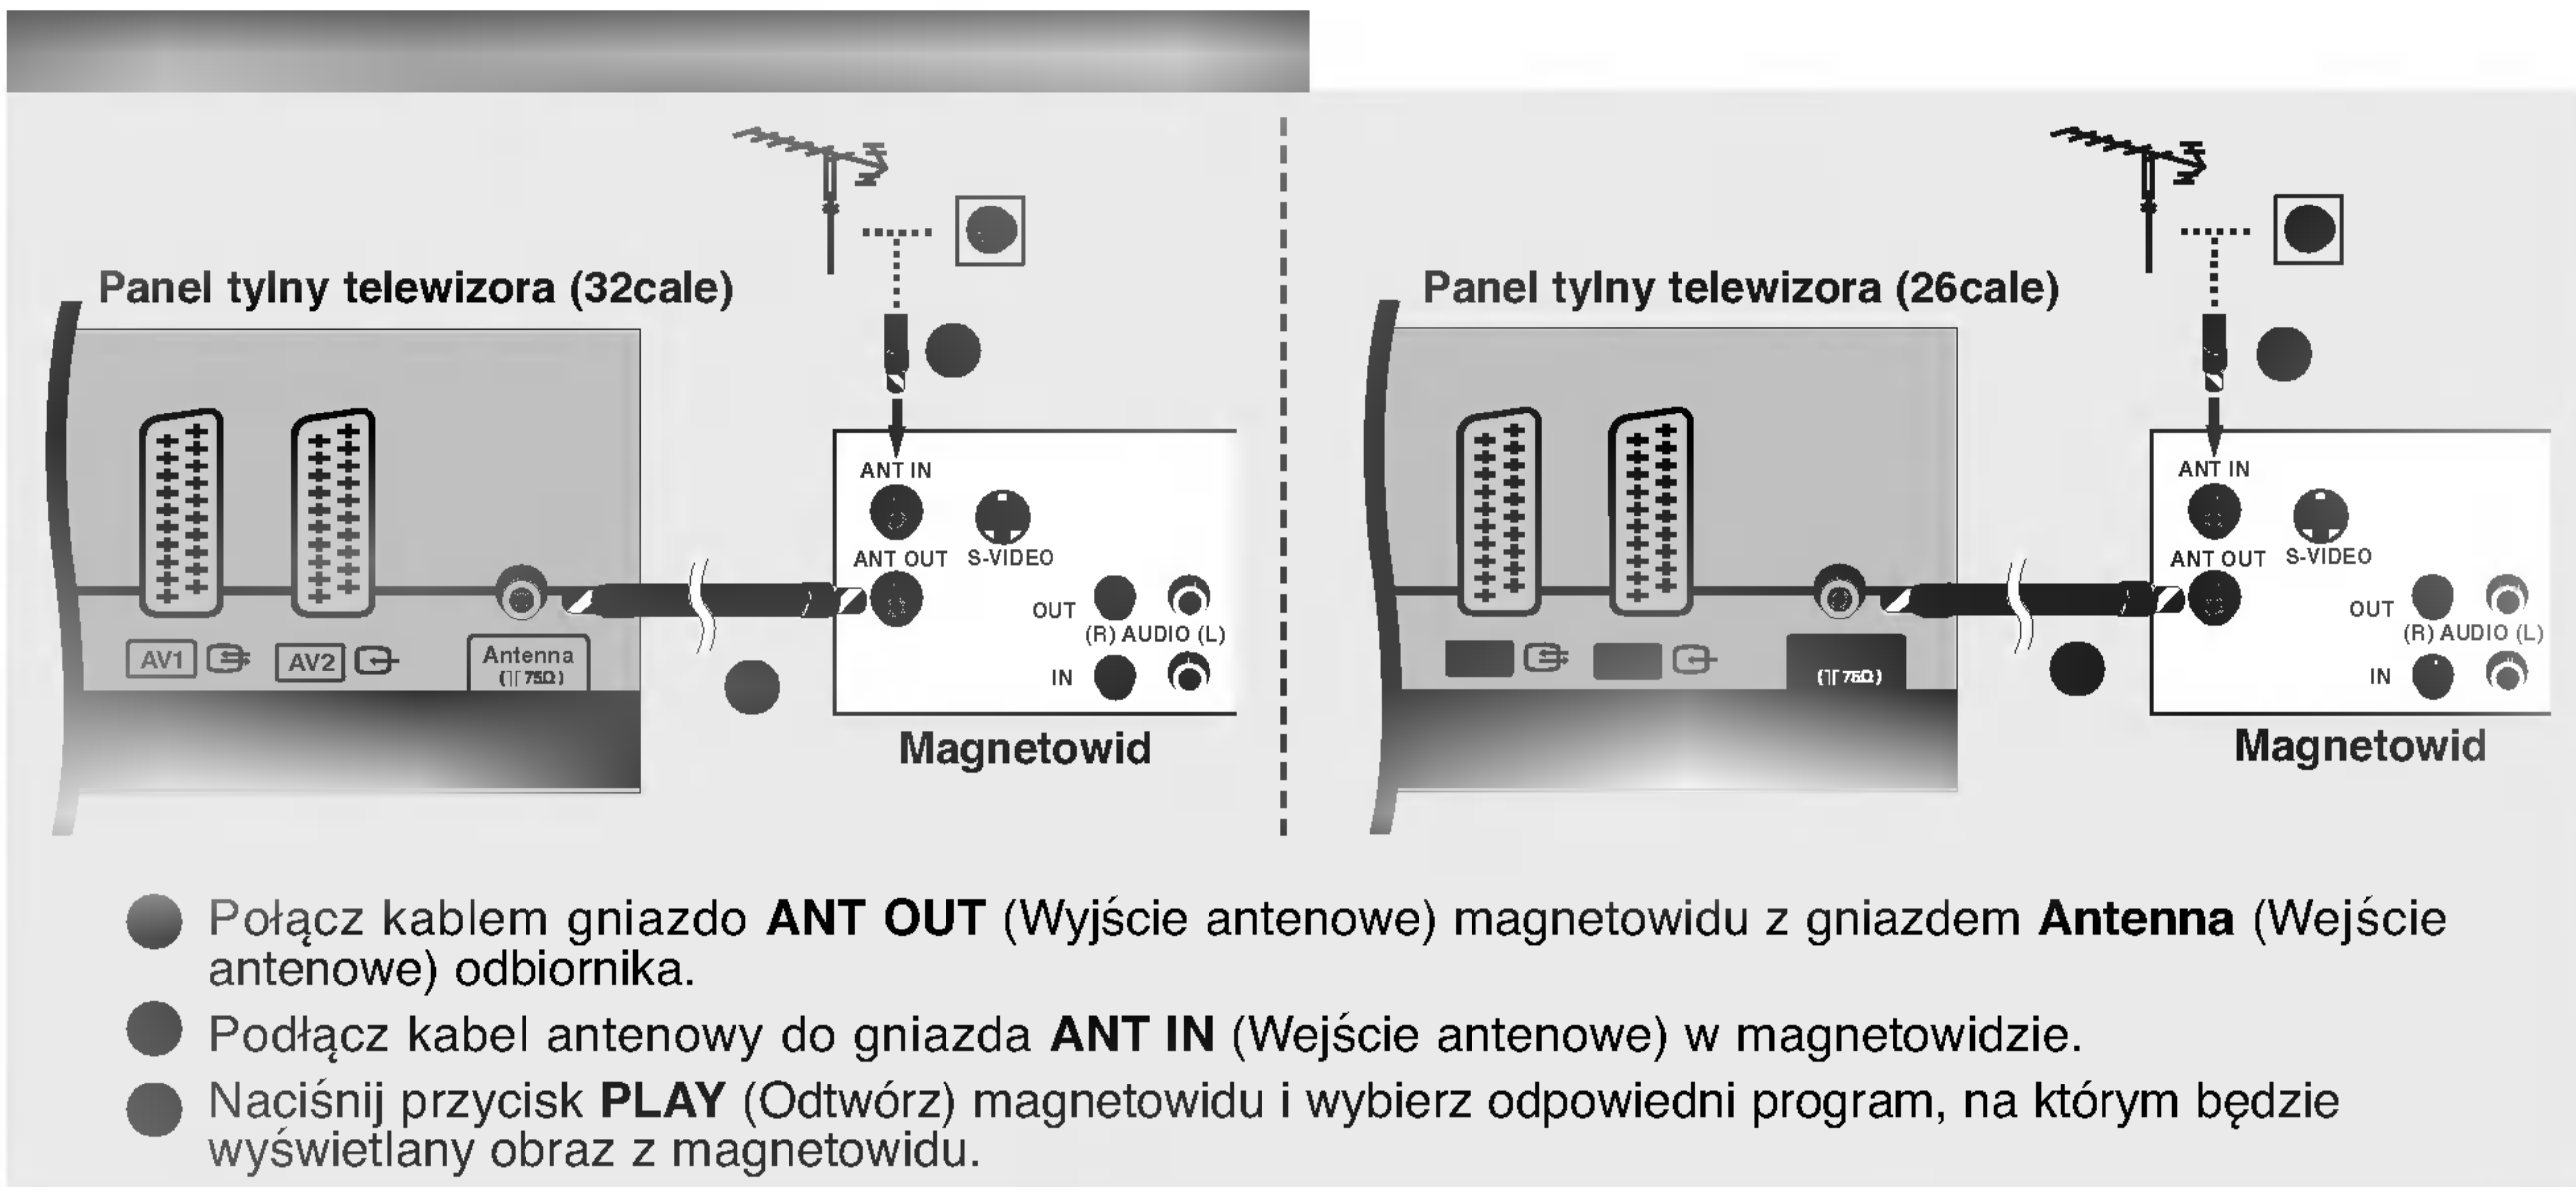 Panel tylny telewizora (32cale)
ANT IN
ANT OUT S-VIDEO
OUT
(R) AUDIO (L)
IN
AV1 AV2 Antenna
(75Ω)
Magnetowid
Panel tylny telewizora (26cale)
ANT IN
ANT OUT S-VIDEO
OUT
(R) AUDIO (L)
IN
(75Ω)
Magnetowid
Połącz kablem gniazdo ANT OUT (Wyjście antenowe) magnetowidu z gniazdem Antenna (Wejście
antenowe) odbiornika.
Podłącz kabel antenowy do gniazda ANT IN (Wejście antenowe) w magnetowidzie.
Naciśnij przycisk PLAY (Odtwórz) magnetowidu i wybierz odpowiedni program, na którym będzie
wyświetlany obraz z magnetowidu.